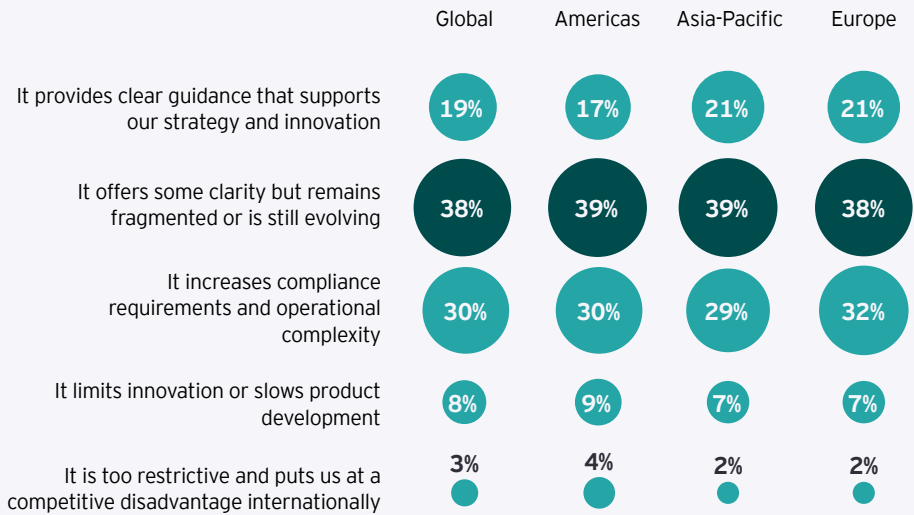 Global Americas Asia-Pacific Europe
It provides clear guidance that supports
our strategy and innovation
19% 17% 21% 21%
It offers some clarity but remains
fragmented or is still evolving
38% 39% 39% 38%
It increases compliance
requirements and operational
complexity
30% 30% 29% 32%
It limits innovation or slows product
development
8% 9% 7% 7%
It is too restrictive and puts us at a
competitive disadvantage internationally
3% 4% 2% 2%